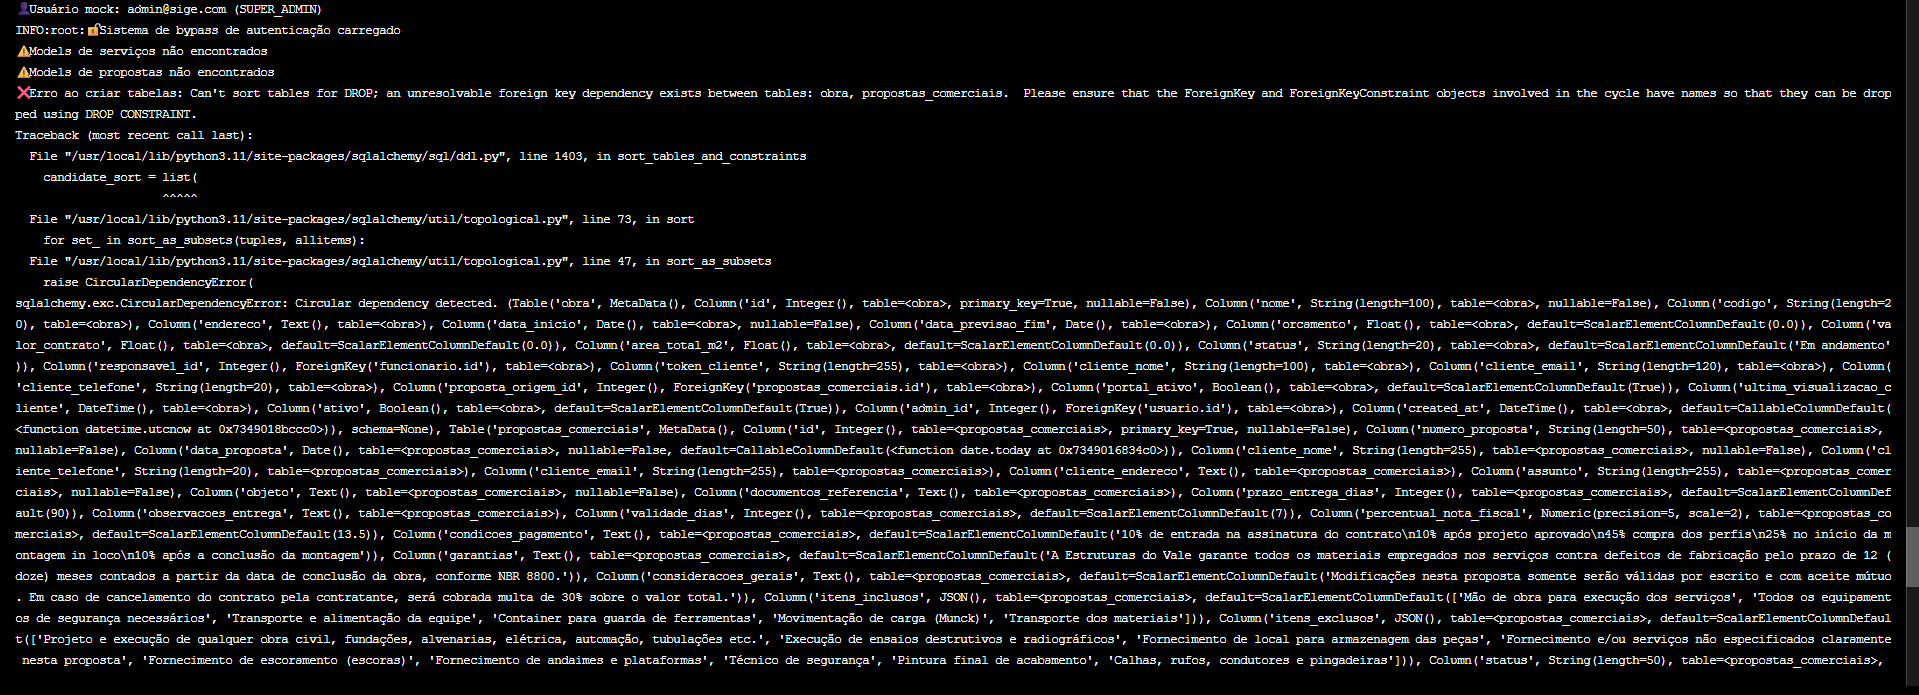 👤Usuário mock: admin@sige.com (SUPER_ADMIN)
INFO:root:🔓Sistema de bypass de autenticação carregado
⚠️Models de serviços não encontrados
⚠️Models de propostas não encontrados
❌Erro ao criar tabelas: Can't sort tables for DROP; an unresolvable foreign key dependency exists between tables: obra, propostas_comerciais.  Please ensure that the ForeignKey and ForeignKeyConstraint objects involved in the cycle have names so that they can be drop
ped using DROP CONSTRAINT.
Traceback (most recent call last):
  File "/usr/local/lib/python3.11/site-packages/sqlalchemy/sql/ddl.py", line 1403, in sort_tables_and_constraints
    candidate_sort = list(
                     ^^^^^
  File "/usr/local/lib/python3.11/site-packages/sqlalchemy/util/topological.py", line 73, in sort
    for set_ in sort_as_subsets(tuples, allitems):
  File "/usr/local/lib/python3.11/site-packages/sqlalchemy/util/topological.py", line 47, in sort_as_subsets
    raise CircularDependencyError(
sqlalchemy.exc.CircularDependencyError: Circular dependency detected. (Table('obra', MetaData(), Column('id', Integer(), table=<obra>, primary_key=True, nullable=False), Column('nome', String(length=100), table=<obra>, nullable=False), Column('codigo', String(length=2
0), table=<obra>), Column('endereco', Text(), table=<obra>), Column('data_inicio', Date(), table=<obra>, nullable=False), Column('data_previsao_fim', Date(), table=<obra>), Column('orcamento', Float(), table=<obra>, default=ScalarElementColumnDefault(0.0)), Column('va
lor_contrato', Float(), table=<obra>, default=ScalarElementColumnDefault(0.0)), Column('area_total_m2', Float(), table=<obra>, default=ScalarElementColumnDefault(0.0)), Column('status', String(length=20), table=<obra>, default=ScalarElementColumnDefault('Em andamento'
)), Column('responsavel_id', Integer(), ForeignKey('funcionario.id'), table=<obra>), Column('token_cliente', String(length=255), table=<obra>), Column('cliente_nome', String(length=100), table=<obra>), Column('cliente_email', String(length=120), table=<obra>), Column(
'cliente_telefone', String(length=20), table=<obra>), Column('proposta_origem_id', Integer(), ForeignKey('propostas_comerciais.id'), table=<obra>), Column('portal_ativo', Boolean(), table=<obra>, default=ScalarElementColumnDefault(True)), Column('ultima_visualizacao_c
liente', DateTime(), table=<obra>), Column('ativo', Boolean(), table=<obra>, default=ScalarElementColumnDefault(True)), Column('admin_id', Integer(), ForeignKey('usuario.id'), table=<obra>), Column('created_at', DateTime(), table=<obra>, default=CallableColumnDefault(
<function datetime.utcnow at 0x7349018bccc0>)), schema=None), Table('propostas_comerciais', MetaData(), Column('id', Integer(), table=<propostas_comerciais>, primary_key=True, nullable=False), Column('numero_proposta', String(length=50), table=<propostas_comerciais>,
nullable=False), Column('data_proposta', Date(), table=<propostas_comerciais>, nullable=False, default=CallableColumnDefault(<function date.today at 0x7349016834c0>)), Column('cliente_nome', String(length=255), table=<propostas_comerciais>, nullable=False), Column('cl
iente_telefone', String(length=20), table=<propostas_comerciais>), Column('cliente_email', String(length=255), table=<propostas_comerciais>), Column('cliente_endereco', Text(), table=<propostas_comerciais>), Column('assunto', String(length=255), table=<propostas_comer
ciais>, nullable=False), Column('objeto', Text(), table=<propostas_comerciais>, nullable=False), Column('documentos_referencia', Text(), table=<propostas_comerciais>), Column('prazo_entrega_dias', Integer(), table=<propostas_comerciais>, default=ScalarElementColumnDef
ault(90)), Column('observacoes_entrega', Text(), table=<propostas_comerciais>), Column('validade_dias', Integer(), table=<propostas_comerciais>, default=ScalarElementColumnDefault(7)), Column('percentual_nota_fiscal', Numeric(precision=5, scale=2), table=<propostas_co
merciais>, default=ScalarElementColumnDefault(13.5)), Column('condicoes_pagamento', Text(), table=<propostas_comerciais>, default=ScalarElementColumnDefault('10% de entrada na assinatura do contrato\n10% após projeto aprovado\n45% compra dos perfis\n25% no início da m
ontagem in loco\n10% após a conclusão da montagem')), Column('garantias', Text(), table=<propostas_comerciais>, default=ScalarElementColumnDefault('A Estruturas do Vale garante todos os materiais empregados nos serviços contra defeitos de fabricação pelo prazo de 12 (
doze) meses contados a partir da data de conclusão da obra, conforme NBR 8800.')), Column('consideracoes_gerais', Text(), table=<propostas_comerciais>, default=ScalarElementColumnDefault('Modificações nesta proposta somente serão válidas por escrito e com aceite mútuo
. Em caso de cancelamento do contrato pela contratante, será cobrada multa de 30% sobre o valor total.')), Column('itens_inclusos', JSON(), table=<propostas_comerciais>, default=ScalarElementColumnDefault(['Mão de obra para execução dos serviços', 'Todos os equipament
os de segurança necessários', 'Transporte e alimentação da equipe', 'Container para guarda de ferramentas', 'Movimentação de carga (Munck)', 'Transporte dos materiais'])), Column('itens_exclusos', JSON(), table=<propostas_comerciais>, default=ScalarElementColumnDefaul
t(['Projeto e execução de qualquer obra civil, fundações, alvenarias, elétrica, automação, tubulações etc.', 'Execução de ensaios destrutivos e radiográficos', 'Fornecimento de local para armazenagem das peças', 'Fornecimento e/ou serviços não especificados claramente
 nesta proposta', 'Fornecimento de escoramento (escoras)', 'Fornecimento de andaimes e plataformas', 'Técnico de segurança', 'Pintura final de acabamento', 'Calhas, rufos, condutores e pingadeiras'])), Column('status', String(length=50), table=<propostas_comerciais>,